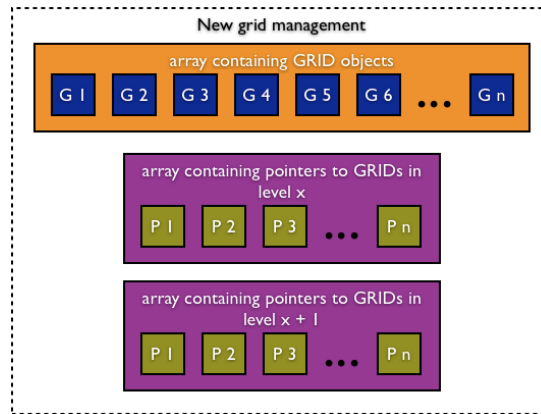 New grid management
array containing GRID objects
G 1 G 2 G 3 G 4 G 5 G 6 ... G n
array containing pointers to GRIDs in
level x
P 1 P 2 P 3 ... P n
array containing pointers to GRIDs in
level x + 1
P 1 P 2 P 3 ... P n